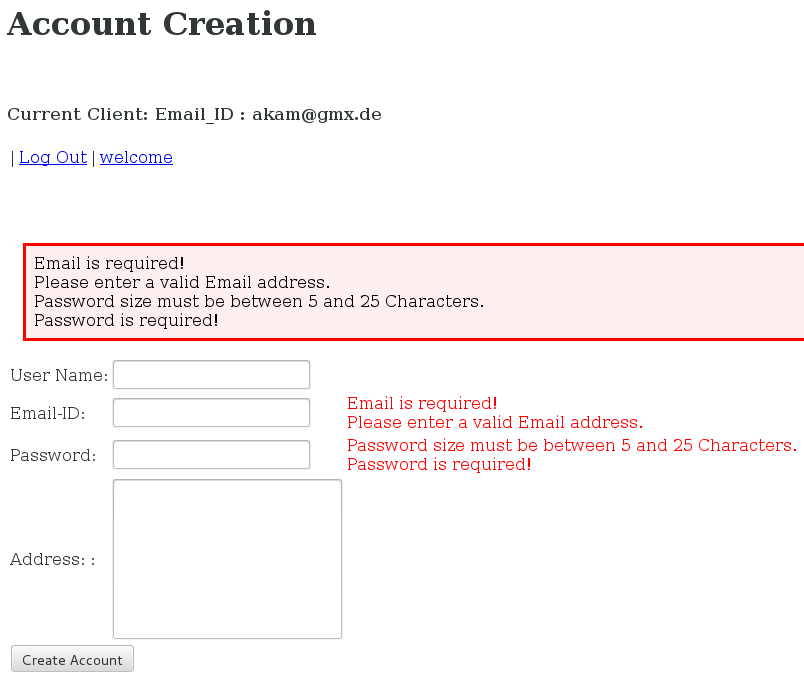 Account Creation
Current Client: Email_ID : akam@gmx.de
| Log Out | welcome
Email is required!
Please enter a valid Email address.
Password size must be between 5 and 25 Characters.
Password is required!
User Name:
Email-ID:
Email is required!
Please enter a valid Email address.
Password:
Password size must be between 5 and 25 Characters.
Password is required!
Address: :
Create Account